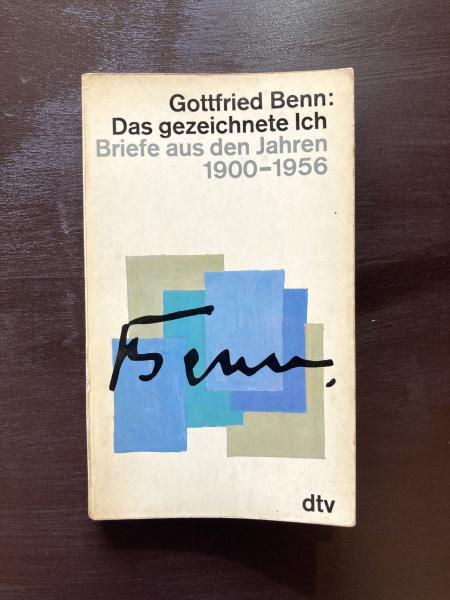 Gottfried Benn:
Das gezeichnete Ich
Briefe aus den Jahren
1900–1956
Benn.
dtv